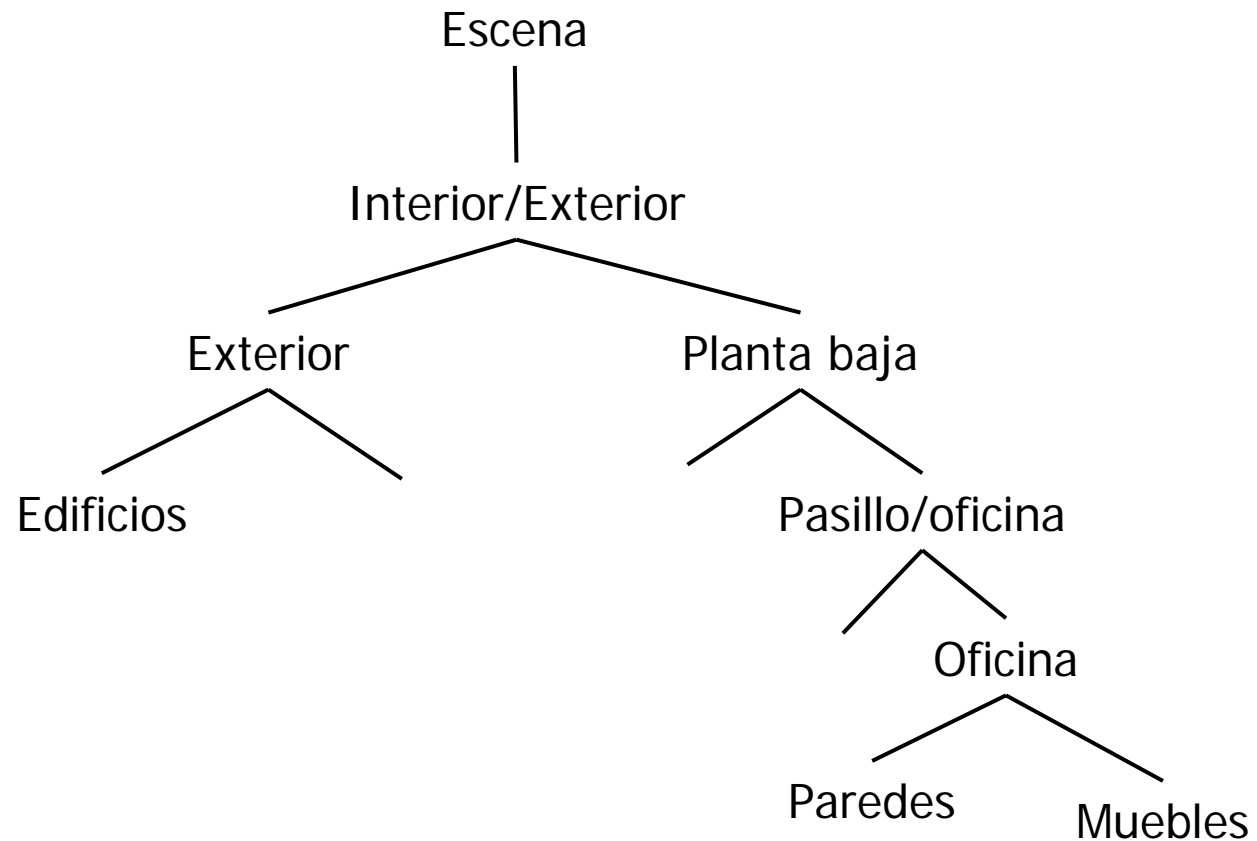 Escena
Interior/Exterior
Exterior
Planta baja
Edificios
Pasillo/oficina
Oficina
Paredes
Muebles